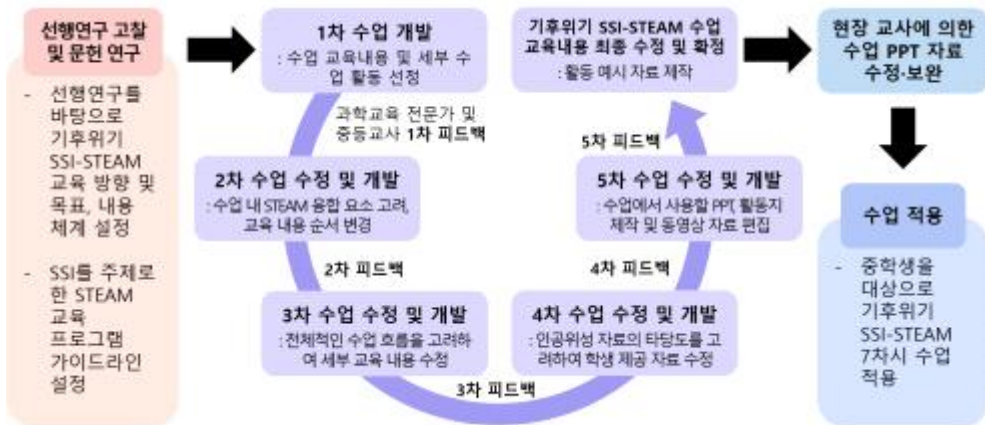 선행연구 고찰
및 문헌 연구
- 선행연구를
바탕으로
기후위기
SSI-STEAM
교육 방향 및
목표, 내용
체계 설정
- SSI를 주제로
한 STEAM
교육
프로그램
가이드라인
설정
1차 수업 개발
: 수업 교육내용 및 세부 수
업 활동 선정
과학교육 전문가 및
중등교사 1차 피드백
2차 수업 수정 및 개발
: 수업 내 STEAM 융합 요소 고려,
교육 내용 순서 변경
2차 피드백
3차 수업 수정 및 개발
: 전체적인 수업 흐름을 고려하
여 세부 교육 내용 수정
3차 피드백
4차 수업 수정 및 개발
: 인공위성 자료의 타당도를 고
려하여 학생 제공 자료 수정
4차 피드백
5차 수업 수정 및 개발
: 수업에서 사용할 PPT, 활동지
제작 및 동영상 자료 편집
5차 피드백
기후위기 SSI-STEAM 수업
교육내용 최종 수정 및 확정
: 활동 예시 자료 제작
현장 교사에 의한
수업 PPT 자료
수정·보완
수업 적용
- 중학생을
대상으로
기후위기
SSI-STEAM
7차시 수업
적용